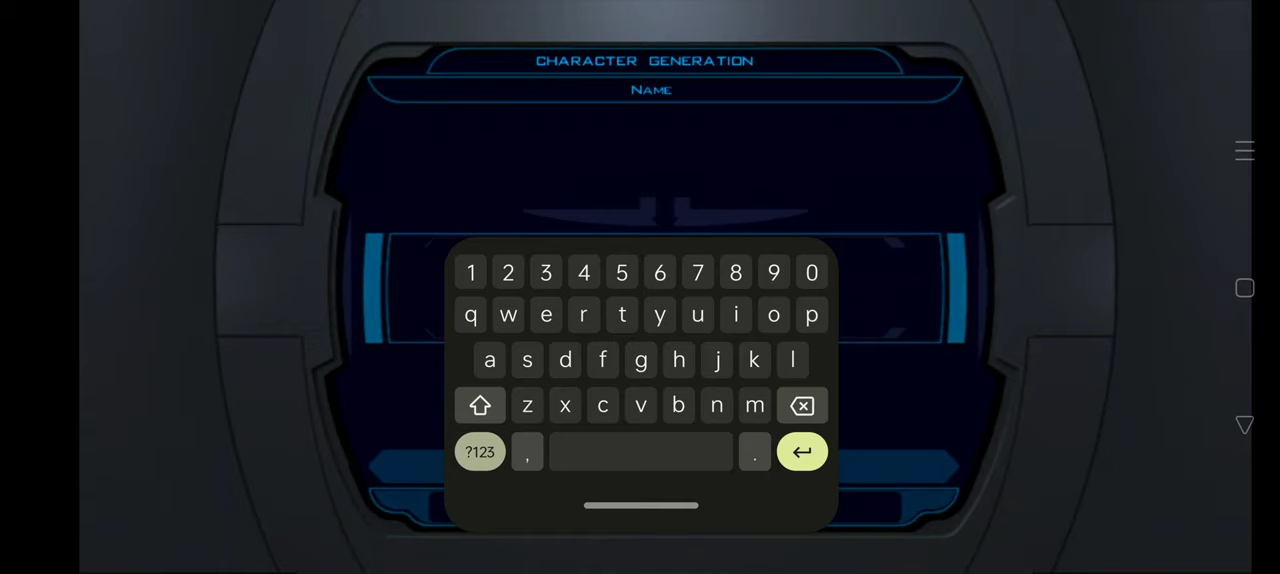 CHARACTER GENERATION
NAME
1 2 3 4 5 6 7 8 9 0
q w e r t y u i o p
a s d f g h j k l
z x c v b n m
?123 , .